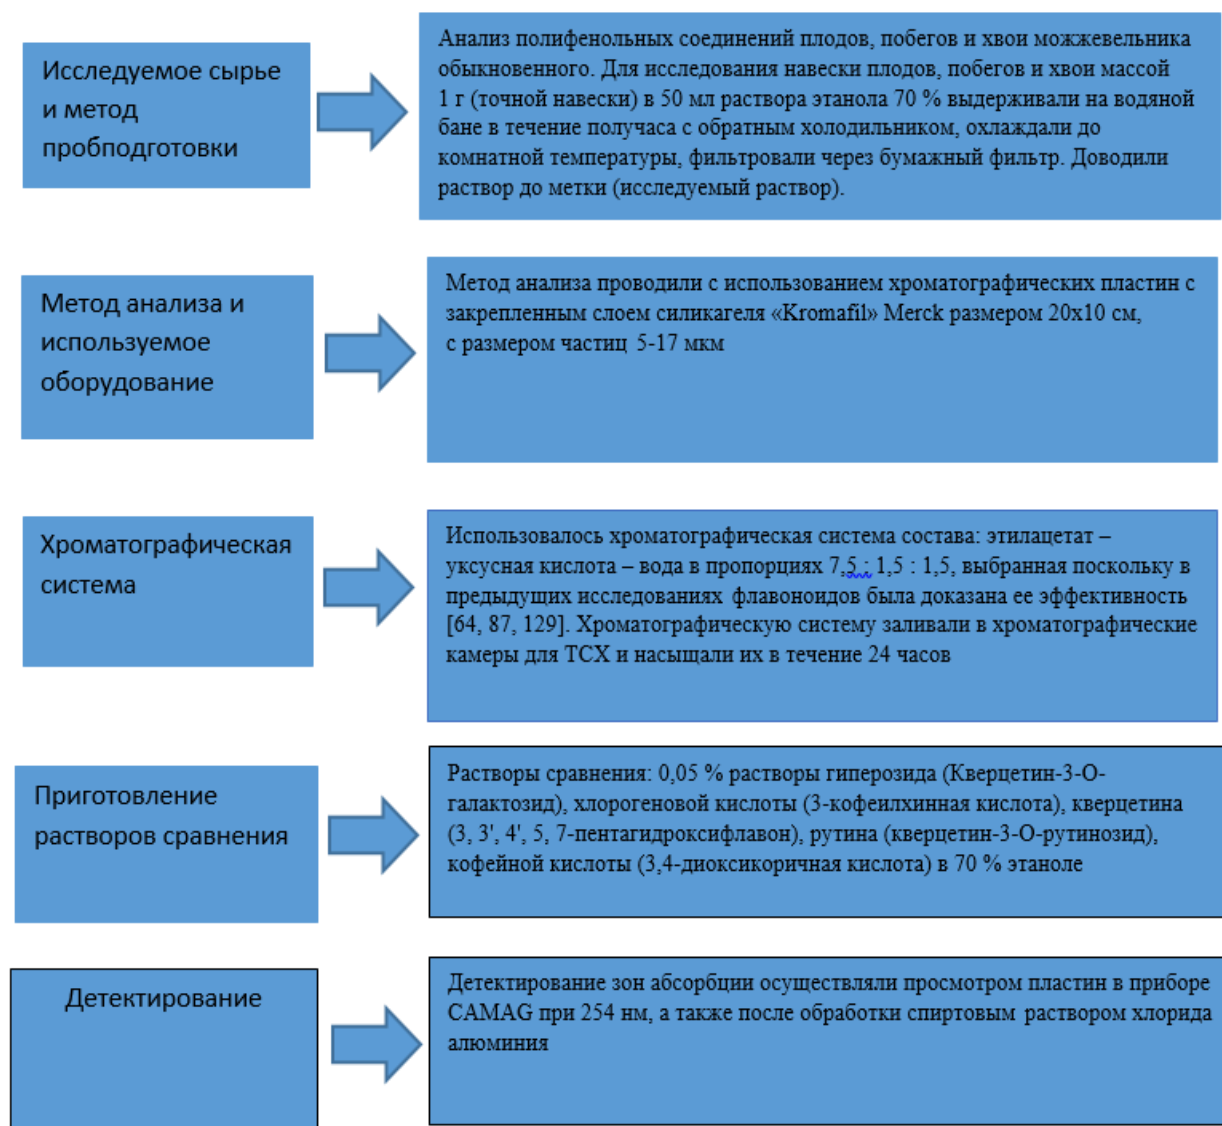 Исследуемое сырье
и метод
пробподготовки
Анализ полифенольных соединений плодов, побегов и хвои можжевельника
обыкновенного. Для исследования навески плодов, побегов и хвои массой
1 г (точной навески) в 50 мл раствора этанола 70 % выдерживали на водяной
бане в течение получаса с обратным холодильником, охлаждали до
комнатной температуры, фильтровали через бумажный фильтр. Доводили
раствор до метки (исследуемый раствор).
Метод анализа и
используемое
оборудование
Метод анализа проводили с использованием хроматографических пластин с
закрепленным слоем силикагеля «Kromafil» Merck размером 20х10 см,
с размером частиц 5-17 мкм
Хроматографическая
система
Использовалось хроматографическая система состава: этилацетат –
уксусная кислота – вода в пропорциях 7,5 : 1,5 : 1,5, выбранная поскольку в
предыдущих исследованиях флавоноидов была доказана ее эффективность
[64, 87, 129]. Хроматографическую систему заливали в хроматографические
камеры для ТСХ и насыщали их в течение 24 часов
Приготовление
растворов сравнения
Растворы сравнения: 0,05 % растворы гиперозида (Кверцетин-3-О-
галактозид), хлорогеновой кислоты (3-кофеилхинная кислота), кверцетина
(3, 3', 4', 5, 7-пентагидроксифлавон), рутина (кверцетин-3-О-рутинозид),
кофейной кислоты (3,4-диоксикоричная кислота) в 70 % этаноле
Детектирование
Детектирование зон абсорбции осуществляли просмотром пластин в приборе
CAMAG при 254 нм, а также после обработки спиртовым раствором хлорида
алюминия